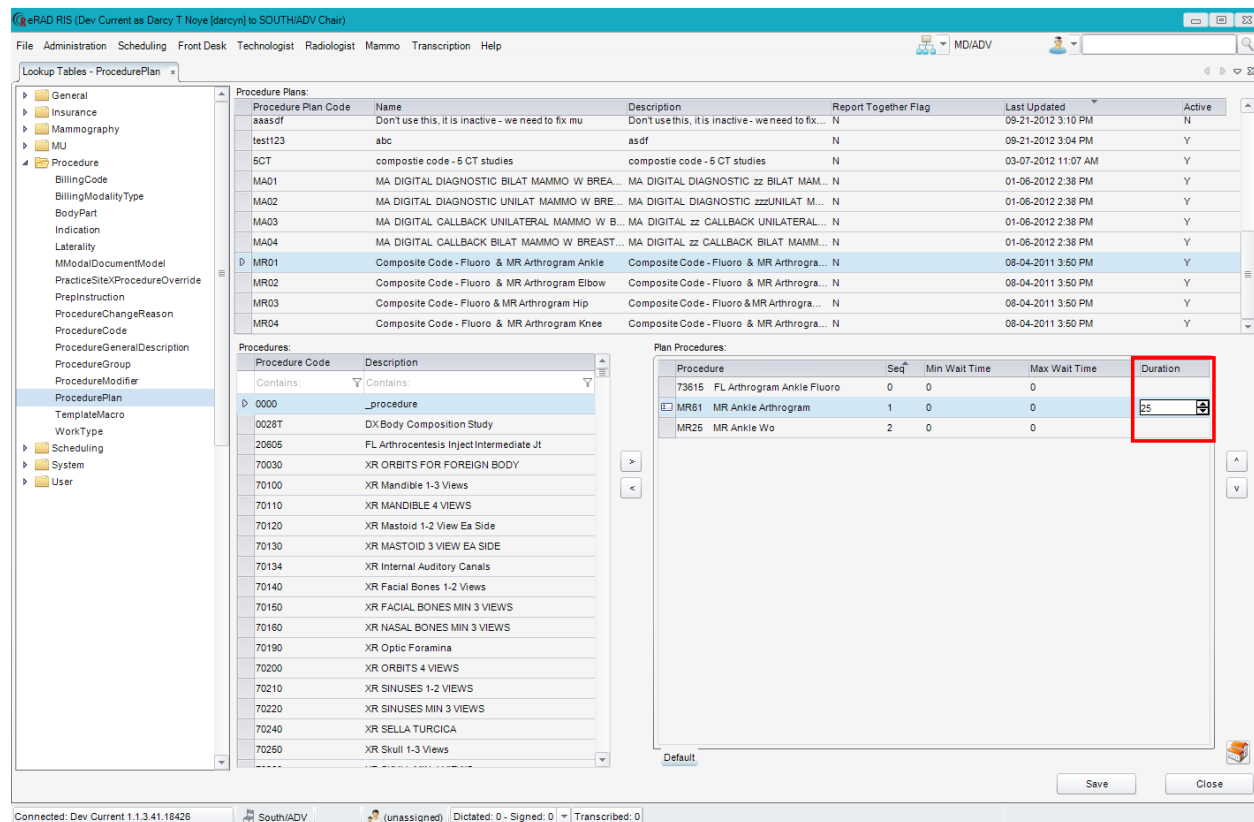 eRAD RIS (Dev Current as Darcy T Noye [darcyn] to SOUTH/ADV Chair)
File Administration Scheduling Front Desk Technologist Radiologist Mammo Transcription Help MD/ADV
Lookup Tables - ProcedurePlan x
General
Insurance
Mammography
MU
Procedure
BillingCode
BillingModalityType
BodyPart
Indication
Laterality
MModalDocumentModel
PracticeSiteXProcedureOverride
PrepInstruction
ProcedureChangeReason
ProcedureCode
ProcedureGeneralDescription
ProcedureGroup
ProcedureModifier
ProcedurePlan
TemplateMacro
WorkType
Scheduling
System
User
Procedure Plans:
Procedure Plan Code Name Description Report Together Flag Last Updated Active
aaasdf Don't use this, it is inactive - we need to fix mu Don't use this, it is inactive - we need to fix... N 09-21-2012 3:10 PM N
test123 abc asdf N 09-21-2012 3:04 PM Y
5CT compostie code - 5 CT studies compostie code - 5 CT studies N 03-07-2012 11:07 AM Y
MA01 MA DIGITAL DIAGNOSTIC BILAT MAMMO W BREA... MA DIGITAL DIAGNOSTIC zz BILAT MAM... N 01-06-2012 2:38 PM Y
MA02 MA DIGITAL DIAGNOSTIC UNILAT MAMMO W BRE... MA DIGITAL DIAGNOSTIC zzzUNILAT M... N 01-06-2012 2:38 PM Y
MA03 MA DIGITAL CALLBACK UNILATERAL MAMMO W B... MA DIGITAL zz CALLBACK UNILATERAL... N 01-06-2012 2:38 PM Y
MA04 MA DIGITAL CALLBACK BILAT MAMMO W BREAST... MA DIGITAL zz CALLBACK BILAT MAMM... N 01-06-2012 2:38 PM Y
MR01 Composite Code - Fluoro & MR Arthrogram Ankle Composite Code - Fluoro & MR Arthrogra... N 08-04-2011 3:50 PM Y
MR02 Composite Code - Fluoro & MR Arthrogram Elbow Composite Code - Fluoro & MR Arthrogra... N 08-04-2011 3:50 PM Y
MR03 Composite Code - Fluoro & MR Arthrogram Hip Composite Code - Fluoro & MR Arthrogra... N 08-04-2011 3:50 PM Y
MR04 Composite Code - Fluoro & MR Arthrogram Knee Composite Code - Fluoro & MR Arthrogra... N 08-04-2011 3:50 PM Y
Procedures:
Procedure Code Description
Contains: Contains:
0000 _procedure
0028T DX Body Composition Study
20605 FL Arthrocentesis Inject Intermediate Jt
70030 XR ORBITS FOR FOREIGN BODY
70100 XR Mandible 1-3 Views
70110 XR MANDIBLE 4 VIEWS
70120 XR Mastoid 1-2 View Ea Side
70130 XR MASTOID 3 VIEW EA SIDE
70134 XR Internal Auditory Canals
70140 XR Facial Bones 1-2 Views
70150 XR FACIAL BONES MIN 3 VIEWS
70160 XR NASAL BONES MIN 3 VIEWS
70190 XR Optic Foramina
70200 XR ORBITS 4 VIEWS
70210 XR SINUSES 1-2 VIEWS
70220 XR SINUSES MIN 3 VIEWS
70240 XR SELLA TURCICA
70250 XR Skull 1-3 Views
Plan Procedures:
Procedure Seq Min Wait Time Max Wait Time Duration
73615 FL Arthrogram Ankle Fluoro 0 0 0
MR61 MR Ankle Arthrogram 1 0 0 25
MR25 MR Ankle Wo 2 0 0
>
<
^
v
Default
Save Close
Connected: Dev Current 1.1.3.41.18426 South/ADV (unassigned) Dictated: 0 - Signed: 0 Transcribed: 0